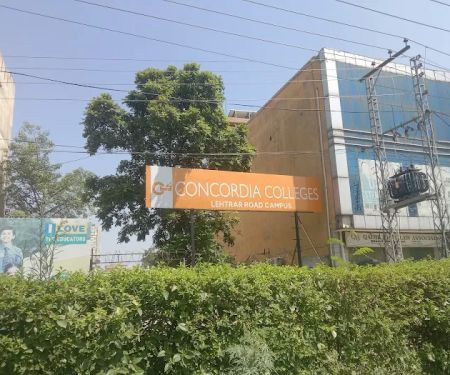 CONCORDIA COLLEGES
LEHTRAR ROAD CAMPUS
I LOVE
EDUCATORS